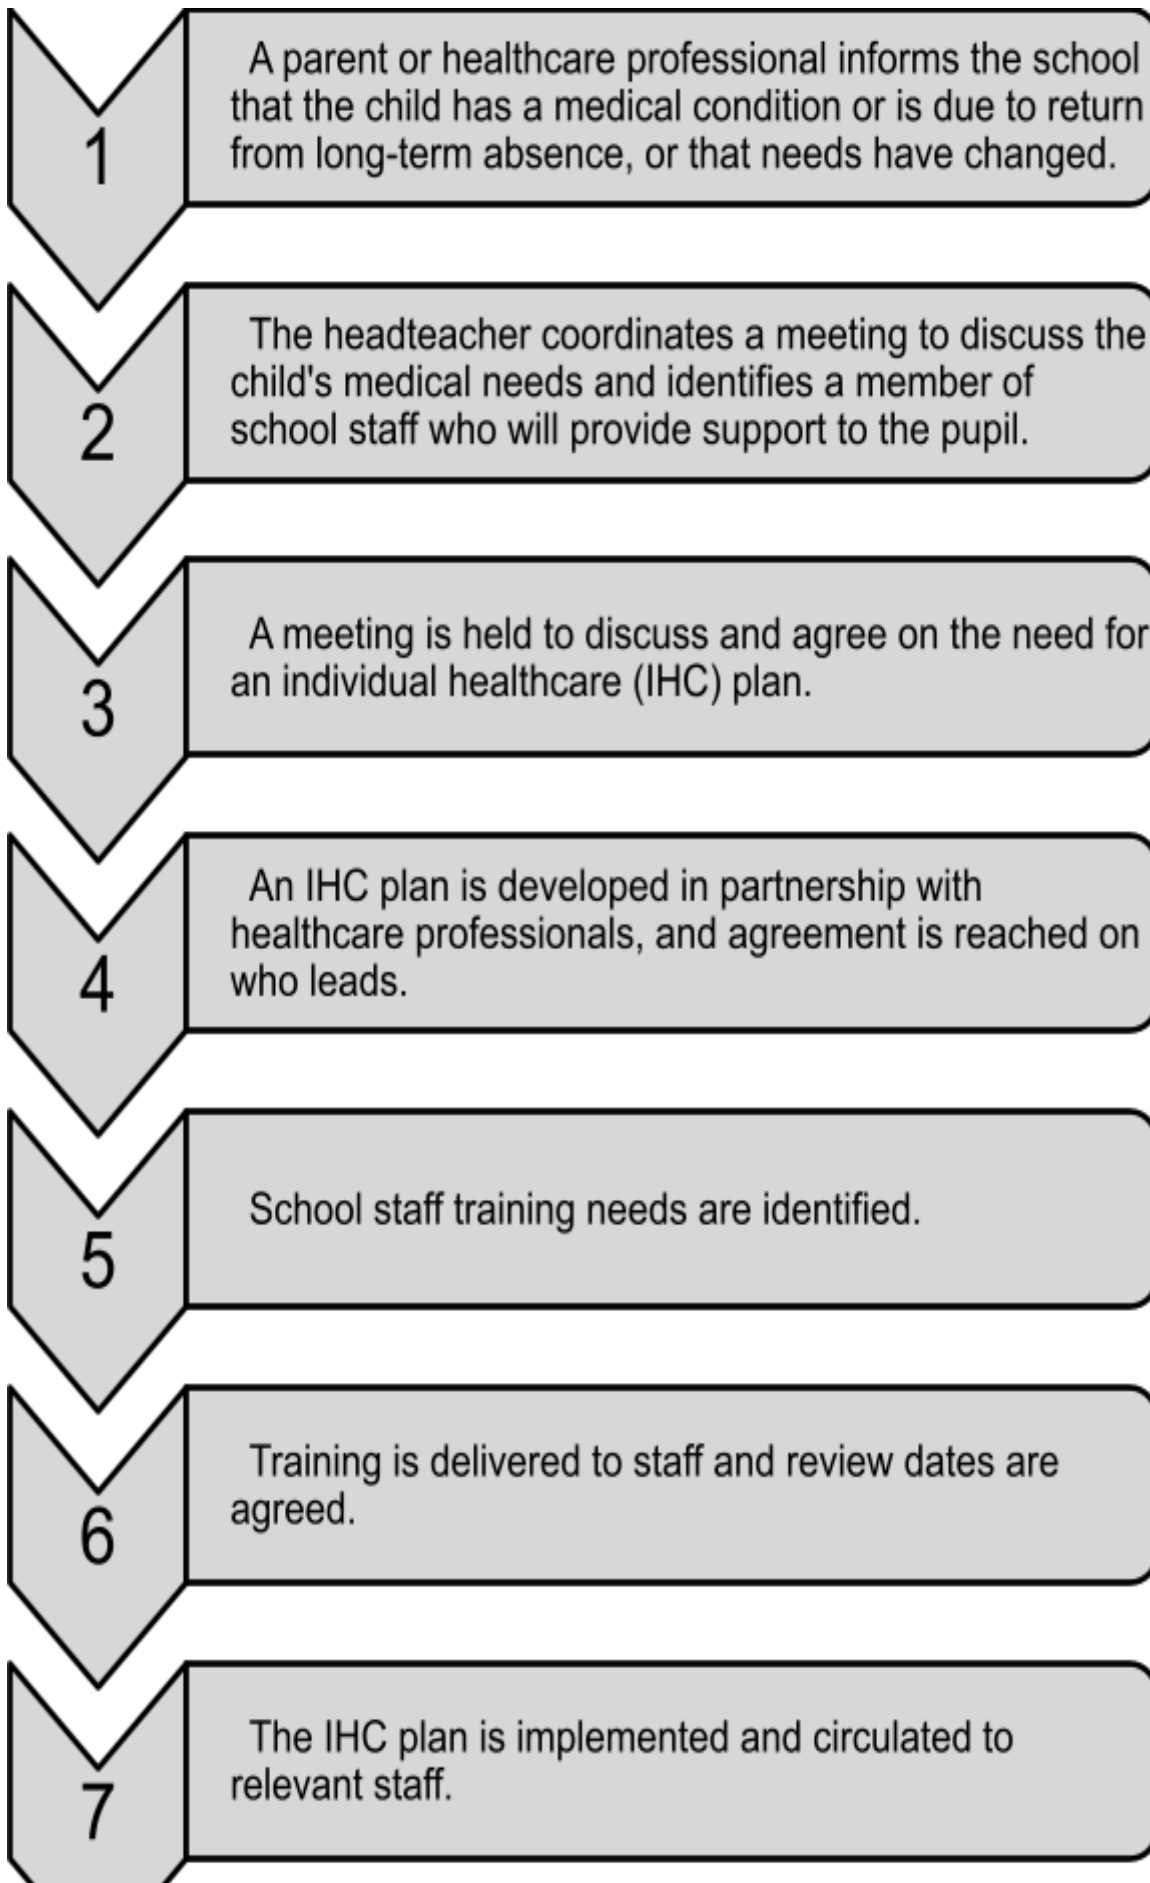 1
A parent or healthcare professional informs the school
that the child has a medical condition or is due to return
from long-term absence, or that needs have changed.
2
The headteacher coordinates a meeting to discuss the
child's medical needs and identifies a member of
school staff who will provide support to the pupil.
3
A meeting is held to discuss and agree on the need for
an individual healthcare (IHC) plan.
4
An IHC plan is developed in partnership with
healthcare professionals, and agreement is reached on
who leads.
5
School staff training needs are identified.
6
Training is delivered to staff and review dates are
agreed.
7
The IHC plan is implemented and circulated to
relevant staff.